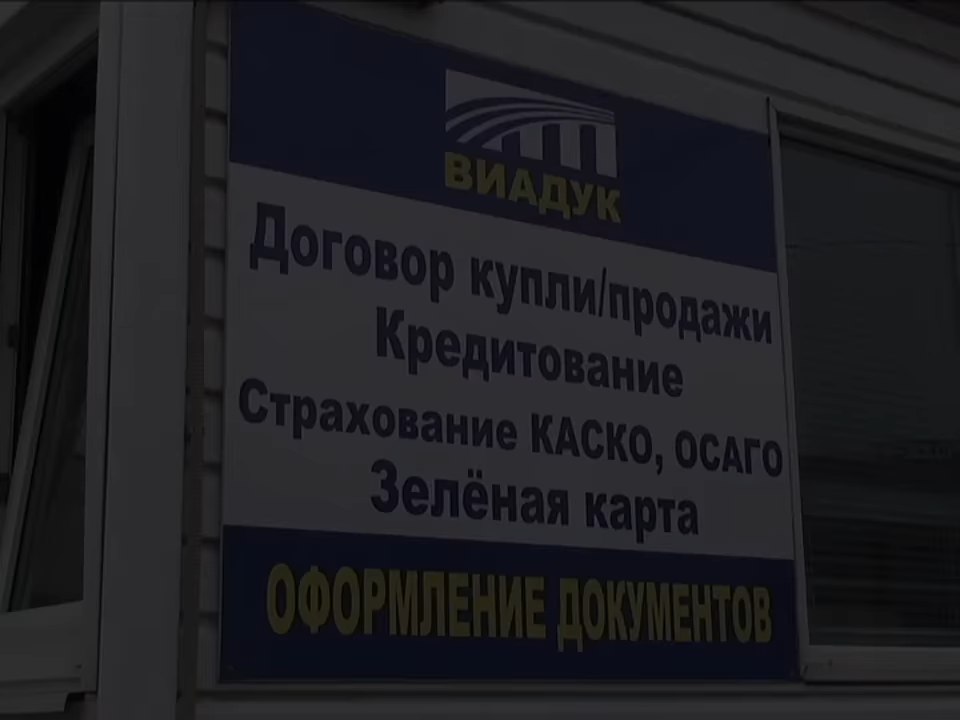 ВИАДУК
Договор купли/продажи
Кредитование
Страхование КАСКО, ОСАГО
Зелёная карта
ОФОРМЛЕНИЕ ДОКУМЕНТОВ